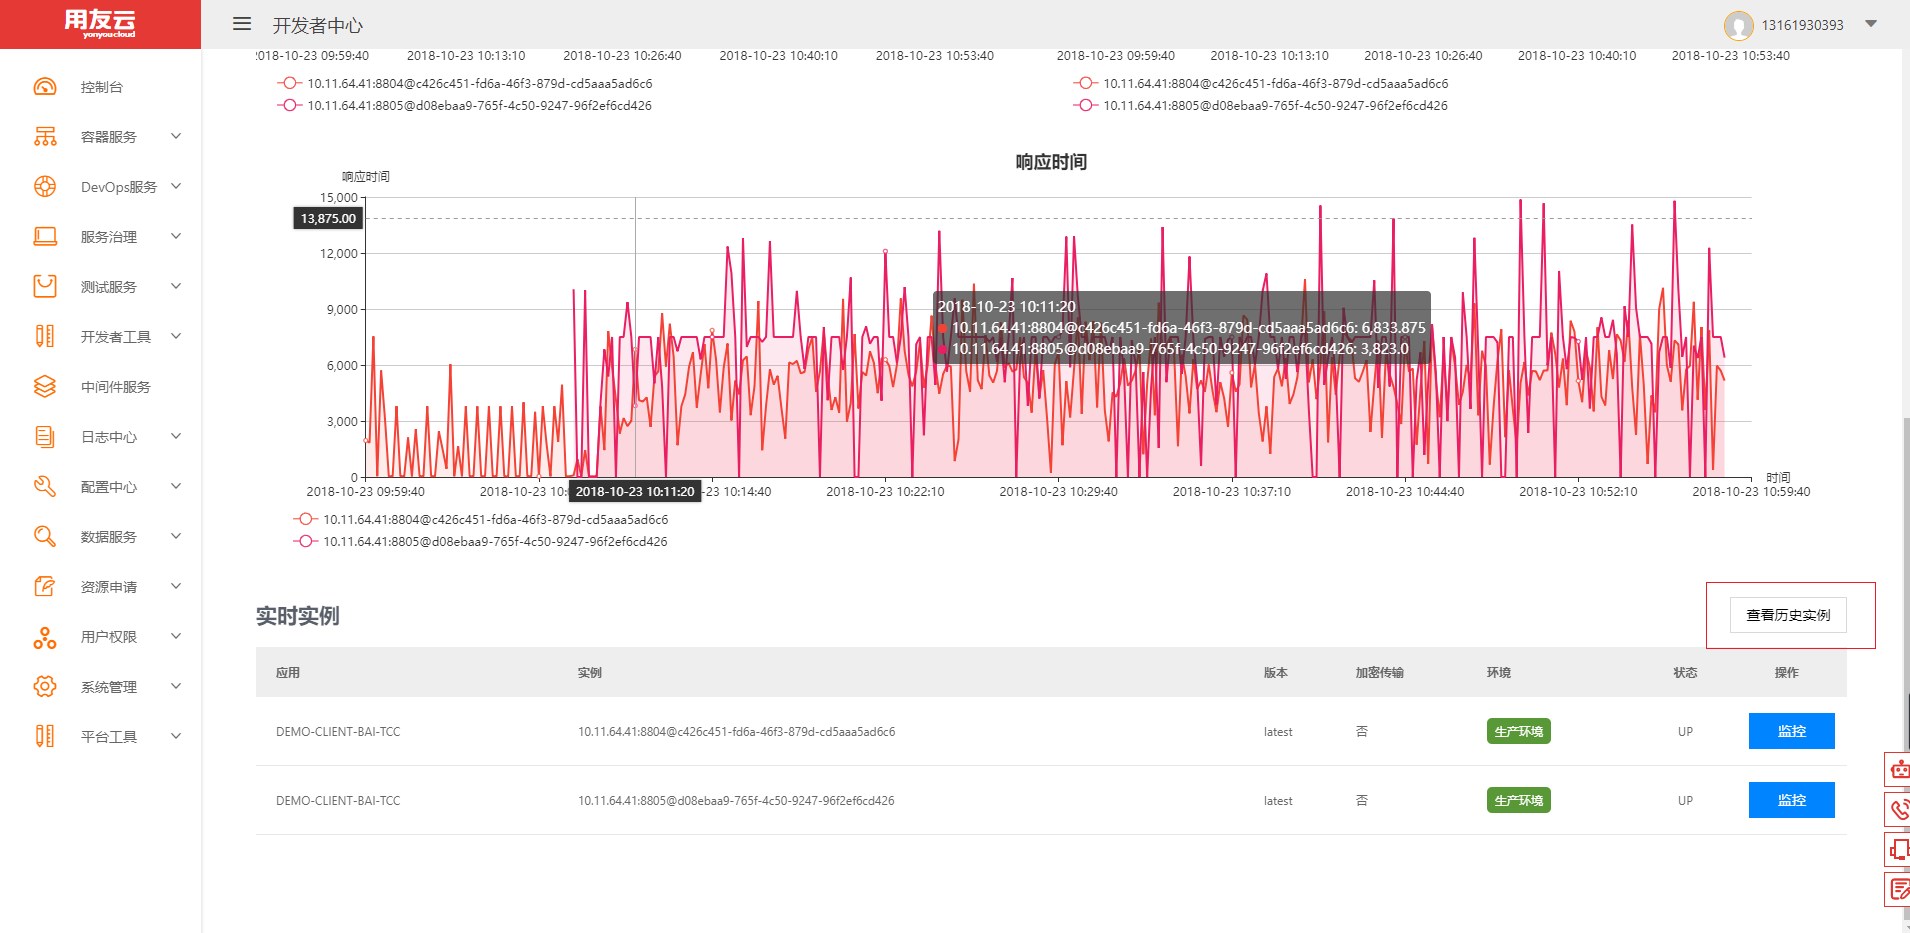 用友云
yonyoucloud
开发者中心
13161930393
控制台
容器服务
DevOps服务
服务治理
测试服务
开发者工具
中间件服务
日志中心
配置中心
数据服务
资源申请
用户权限
系统管理
平台工具
2018-10-23 09:59:40 2018-10-23 10:13:10 2018-10-23 10:26:40 2018-10-23 10:40:10 2018-10-23 10:53:40
2018-10-23 09:59:40 2018-10-23 10:13:10 2018-10-23 10:26:40 2018-10-23 10:40:10 2018-10-23 10:53:40
10.11.64.41:8804@c426c451-fd6a-46f3-879d-cd5aaa5ad6c6
10.11.64.41:8805@d08ebaa9-765f-4c50-9247-96f2ef6cd426
10.11.64.41:8804@c426c451-fd6a-46f3-879d-cd5aaa5ad6c6
10.11.64.41:8805@d08ebaa9-765f-4c50-9247-96f2ef6cd426
响应时间
响应时间
15,000
13,875.00
12,000
9,000
6,000
3,000
0
2018-10-23 10:11:20
10.11.64.41:8804@c426c451-fd6a-46f3-879d-cd5aaa5ad6c6: 6,833.875
10.11.64.41:8805@d08ebaa9-765f-4c50-9247-96f2ef6cd426: 3,823.0
时间
2018-10-23 09:59:40 2018-10-23 10:0 2018-10-23 10:11:20 -23 10:14:40 2018-10-23 10:22:10 2018-10-23 10:29:40 2018-10-23 10:37:10 2018-10-23 10:44:40 2018-10-23 10:52:10 2018-10-23 10:59:40
10.11.64.41:8804@c426c451-fd6a-46f3-879d-cd5aaa5ad6c6
10.11.64.41:8805@d08ebaa9-765f-4c50-9247-96f2ef6cd426
实时实例
查看历史实例
应用 实例 版本 加密传输 环境 状态 操作
DEMO-CLIENT-BAI-TCC 10.11.64.41:8804@c426c451-fd6a-46f3-879d-cd5aaa5ad6c6 latest 否 生产环境 UP 监控
DEMO-CLIENT-BAI-TCC 10.11.64.41:8805@d08ebaa9-765f-4c50-9247-96f2ef6cd426 latest 否 生产环境 UP 监控